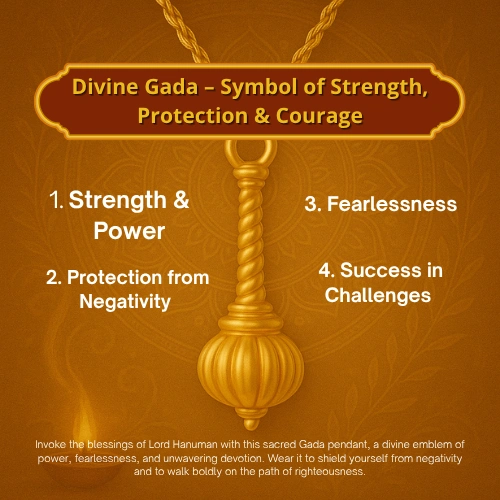 Divine Gada – Symbol of Strength,
Protection & Courage
1. Strength &
Power
2. Protection from
Negativity
3. Fearlessness
4. Success in
Challenges
Invoke the blessings of Lord Hanuman with this sacred Gada pendant, a divine emblem of
power, fearlessness, and unwavering devotion. Wear it to shield yourself from negativity
and to walk boldly on the path of righteousness.